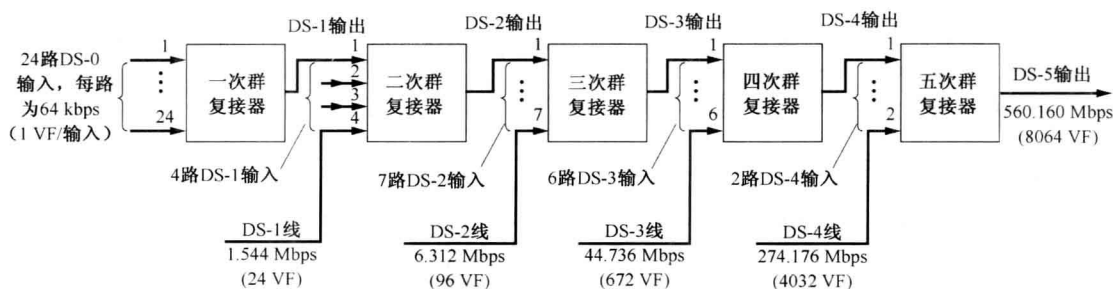 24路DS-0
输入，每路
为64 kbps
（1 VF/输入）
1
24
一次群
复接器
DS-1输出
1
2
3
4
4路DS-1输入
DS-1线
1.544 Mbps
(24 VF)
二次群
复接器
DS-2输出
1
7
7路DS-2输入
DS-2线
6.312 Mbps
(96 VF)
三次群
复接器
DS-3输出
1
6
6路DS-3输入
DS-3线
44.736 Mbps
(672 VF)
四次群
复接器
DS-4输出
1
2
2路DS-4输入
DS-4线
274.176 Mbps
(4032 VF)
五次群
复接器
DS-5输出
560.160 Mbps
(8064 VF)